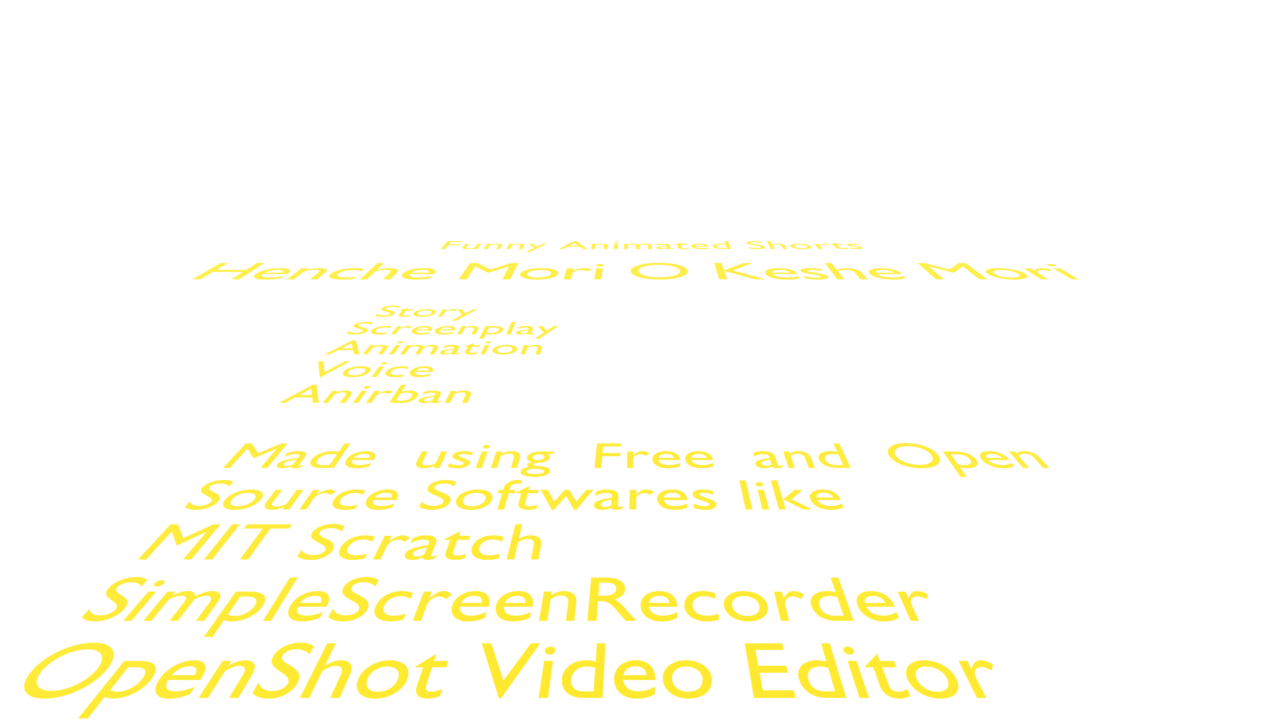 Funny Animated Shorts
Henche Mori O Keshe Mori
Story
Screenplay
Animation
Voice
Anirban
Made using Free and Open
Source Softwares like
MIT Scratch
SimpleScreenRecorder
OpenShot Video Editor